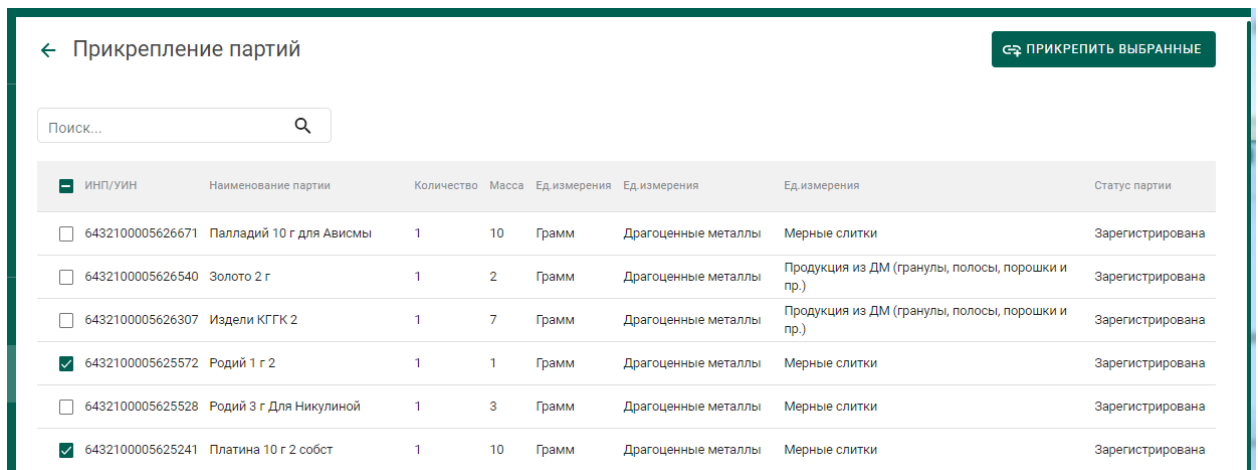 Прикрепление партий
ПРИКРЕПИТЬ ВЫБРАННЫЕ
Поиск...
ИНП/УИН Наименование партии Количество Масса Ед.измерения Ед.измерения Ед.измерения Статус партии
6432100005626671 Палладий 10 г для Ависмы 1 10 Грамм Драгоценные металлы Мерные слитки Зарегистрирована
6432100005626540 Золото 2 г 1 2 Грамм Драгоценные металлы Продукция из ДМ (гранулы, полосы, порошки и пр.) Зарегистрирована
6432100005626307 Издели КГГК 2 1 7 Грамм Драгоценные металлы Продукция из ДМ (гранулы, полосы, порошки и пр.) Зарегистрирована
6432100005625572 Родий 1 г 2 1 1 Грамм Драгоценные металлы Мерные слитки Зарегистрирована
6432100005625528 Родий 3 г Для Никулиной 1 3 Грамм Драгоценные металлы Мерные слитки Зарегистрирована
6432100005625241 Платина 10 г 2 собст 1 10 Грамм Драгоценные металлы Мерные слитки Зарегистрирована